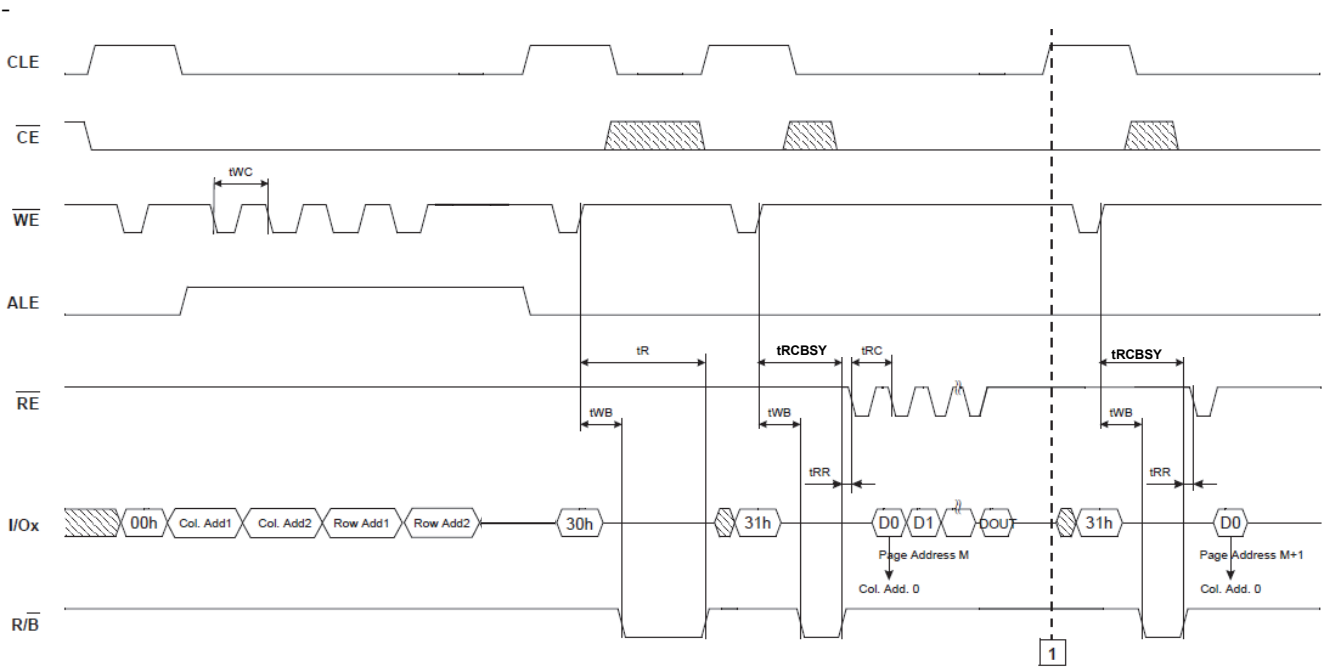 -
CLE
CE
tWC
WE
ALE
tR tRCBSY tRC tRCBSY
RE
tWB tWB tWB
tRR tRR
I/Ox 00h Col. Add1 Col. Add2 Row Add1 Row Add2 30h 31h D0 D1 DOUT 31h D0
Page Address M Page Address M+1
Col. Add. 0 Col. Add. 0
R/B
1